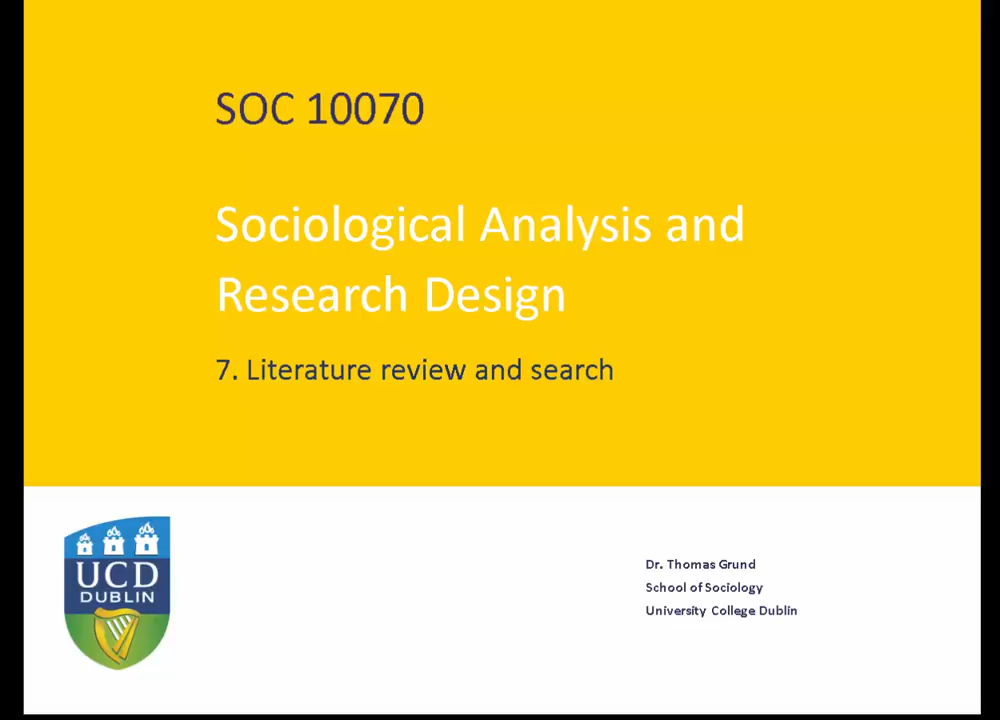 SOC 10070
Sociological Analysis and
Research Design
7. Literature review and search
UCD
DUBLIN
Dr. Thomas Grund
School of Sociology
University College Dublin